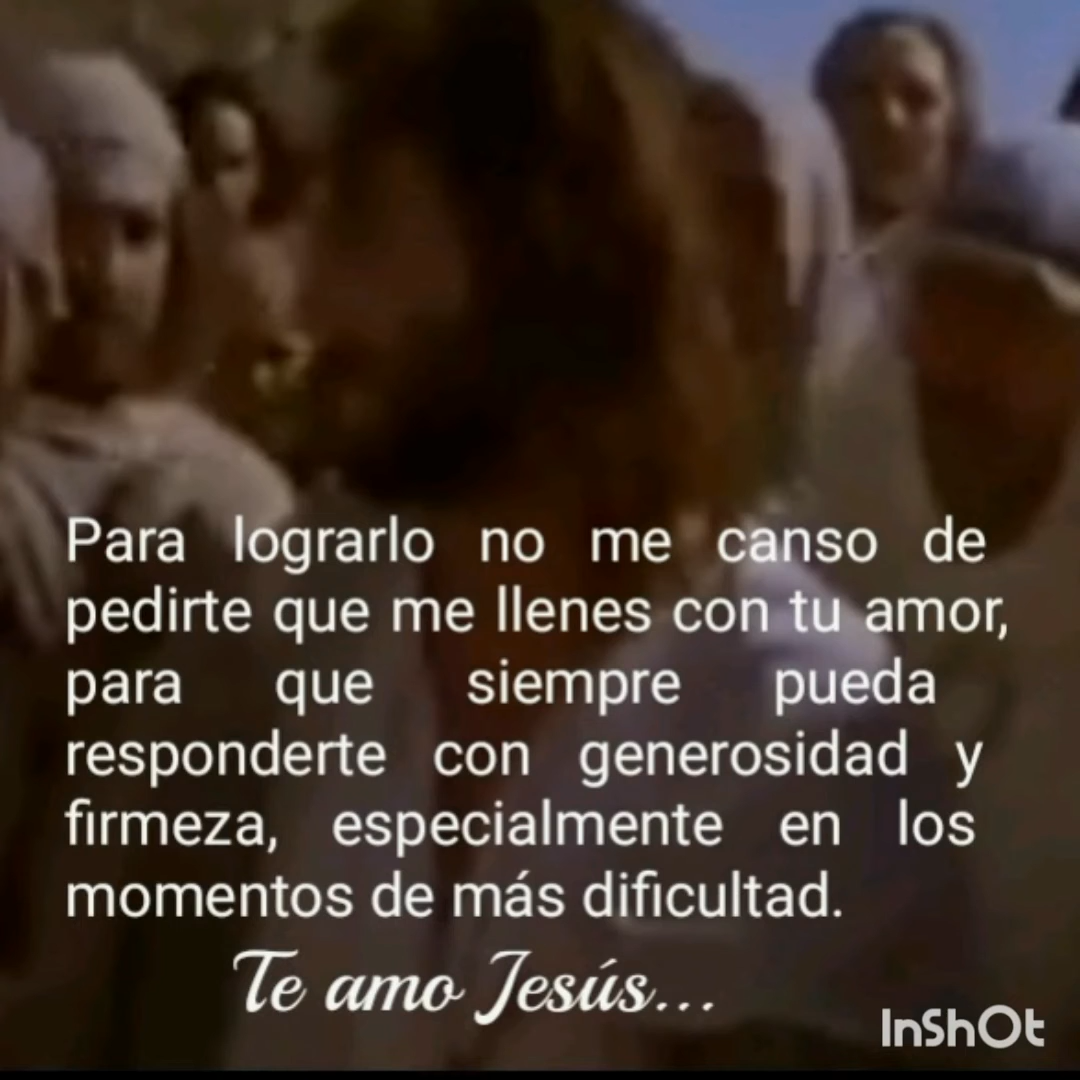 Para lograrlo no me canso de
pedirte que me llenes con tu amor,
para que siempre pueda
responderte con generosidad y
firmeza, especialmente en los
momentos de más dificultad.
Te amo Jesús...
InShOt